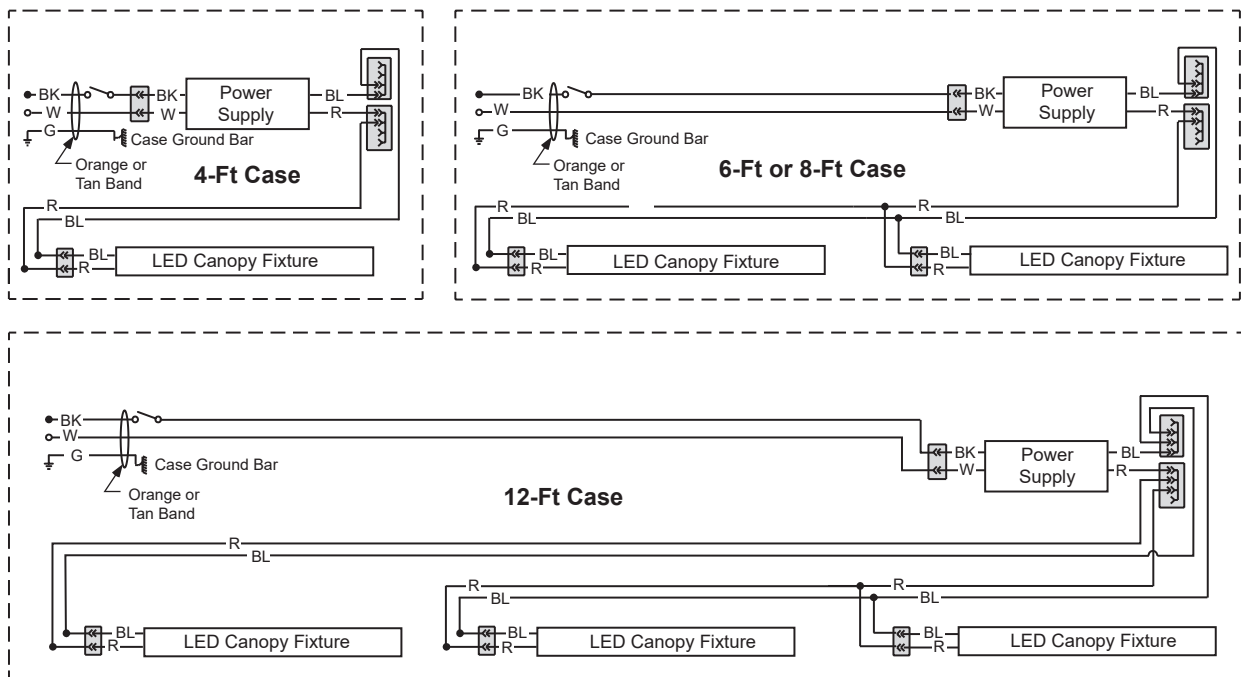 BK
BK
Power
Supply
BL
W
W
R
G
Case Ground Bar
Orange or
Tan Band
4-Ft Case
R
BL
BL
R
LED Canopy Fixture
BK
BK
Power
Supply
BL
W
W
R
G
Case Ground Bar
Orange or
Tan Band
6-Ft or 8-Ft Case
R
R
BL
BL
BL
R
LED Canopy Fixture
BL
R
LED Canopy Fixture
BK
W
G
Case Ground Bar
Orange or
Tan Band
BK
W
Power
Supply
BL
R
12-Ft Case
R
BL
R
R
BL
BL
BL
R
LED Canopy Fixture
BL
R
LED Canopy Fixture
BL
R
LED Canopy Fixture